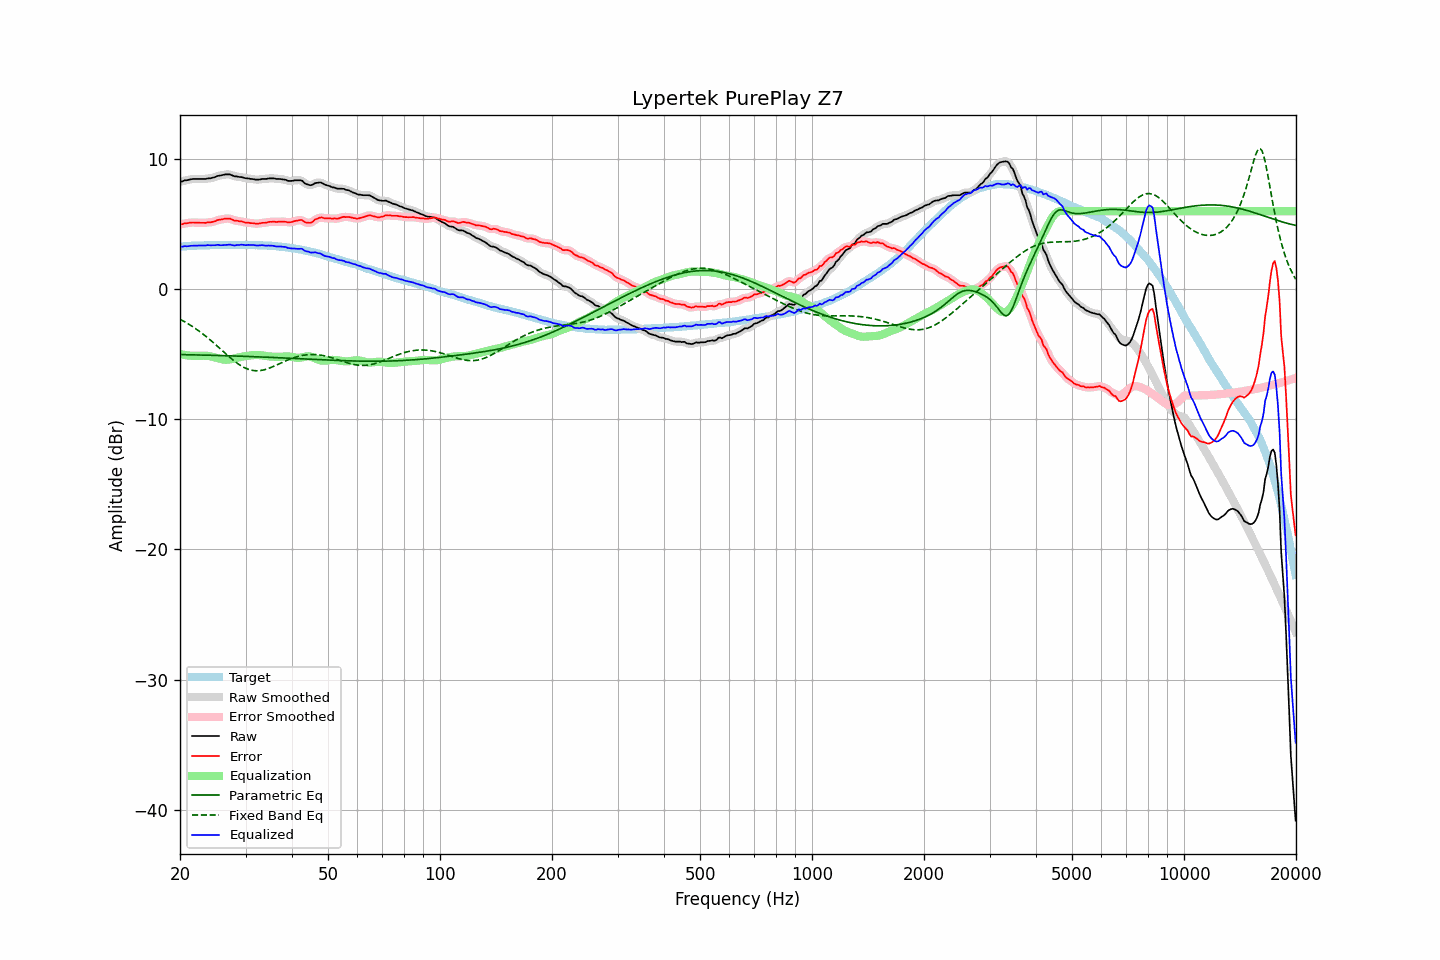 Lypertek PurePlay Z7
10
0
−10
−20
−30
−40
Amplitude (dBr)
Target
Raw Smoothed
Error Smoothed
Raw
Error
Equalization
Parametric Eq
Fixed Band Eq
Equalized
20 50 100 200 500 1000 2000 5000 10000 20000
Frequency (Hz)